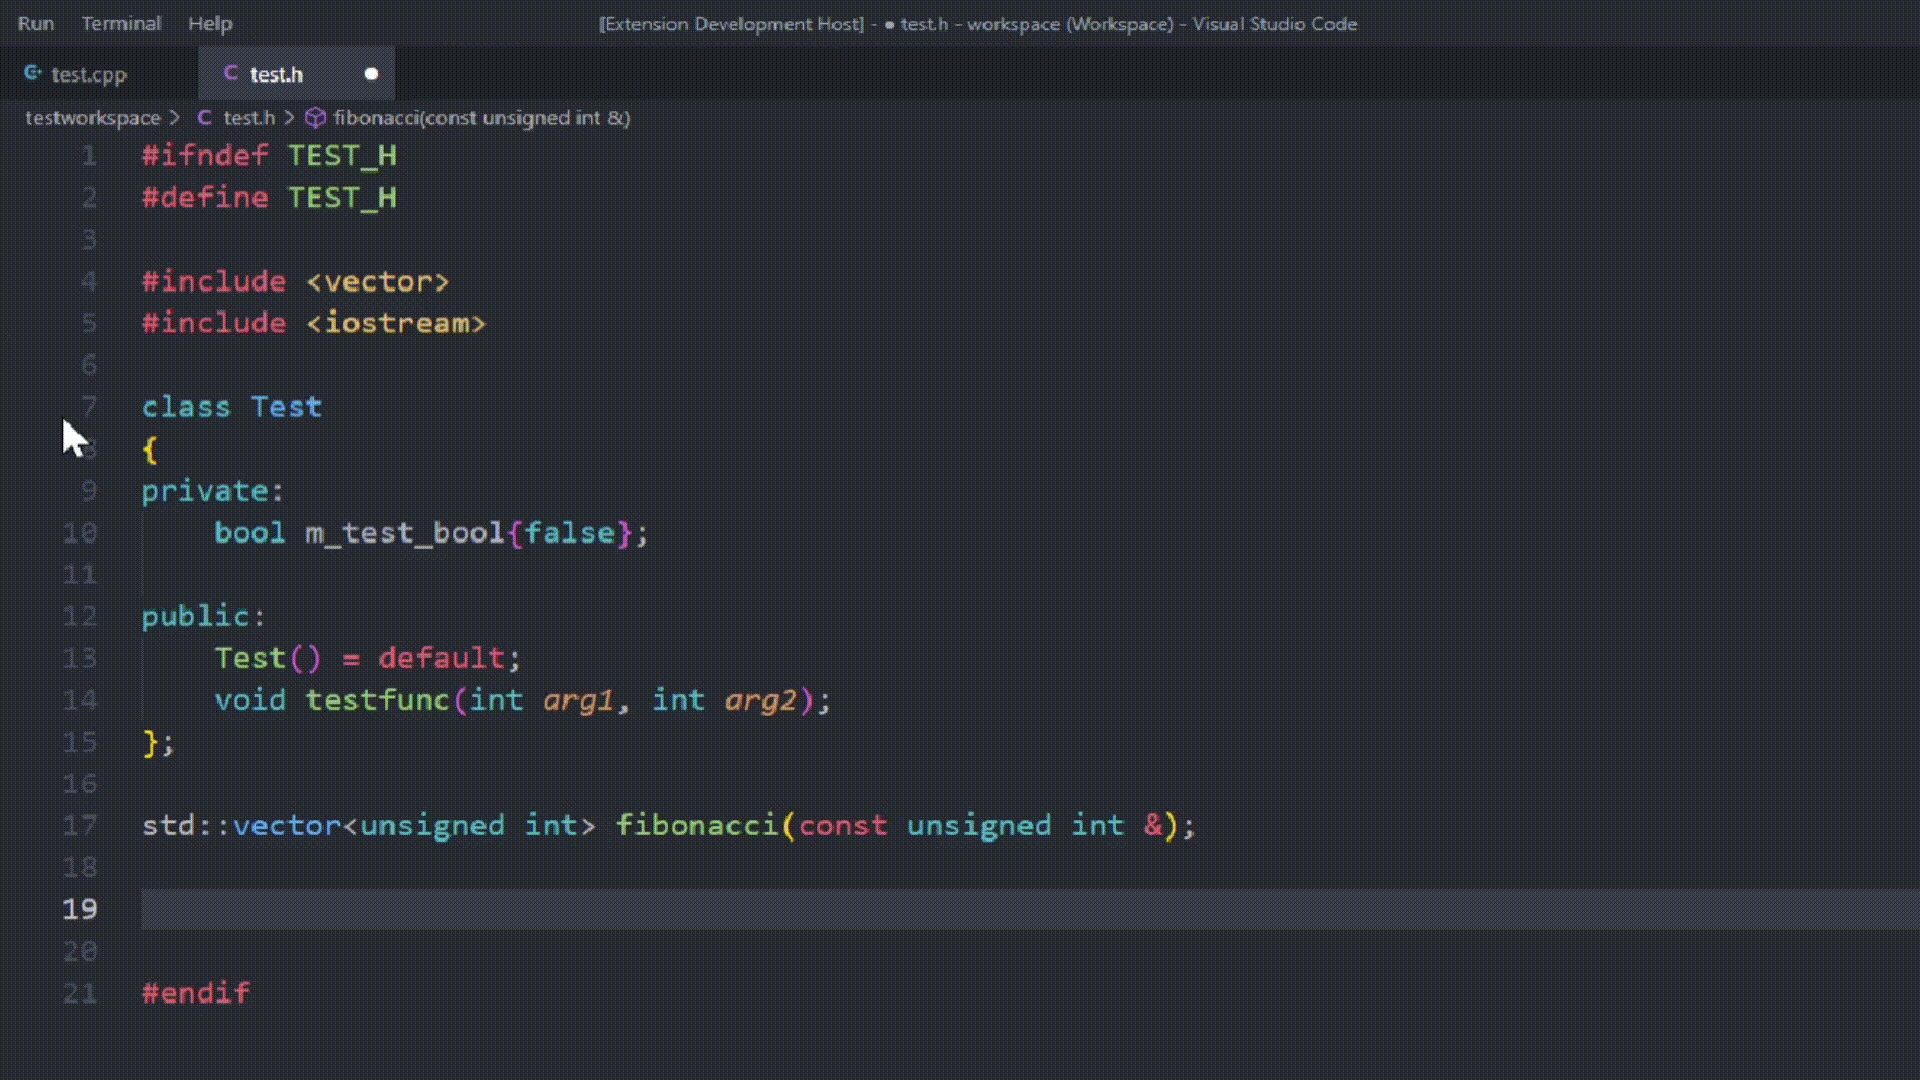 Run Terminal Help [Extension Development Host] - ● test.h - workspace (Workspace) - Visual Studio Code
test.cpp C test.h
testworkspace > C test.h > fibonacci(const unsigned int &)
1 #ifndef TEST_H
2 #define TEST_H
3
4 #include <vector>
5 #include <iostream>
6
7 class Test
8 {
9 private:
10 bool m_test_bool{false};
11
12 public:
13 Test() = default;
14 void testfunc(int arg1, int arg2);
15 };
16
17 std::vector<unsigned int> fibonacci(const unsigned int &);
18
19
20
21 #endif